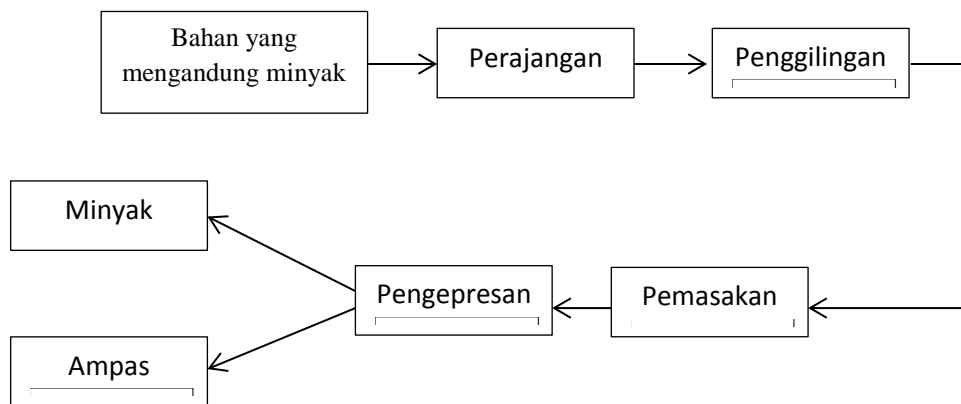 Bahan yang
mengandung minyak
Perajangan
Penggilingan
Minyak
Pengepresan
Pemasakan
Ampas